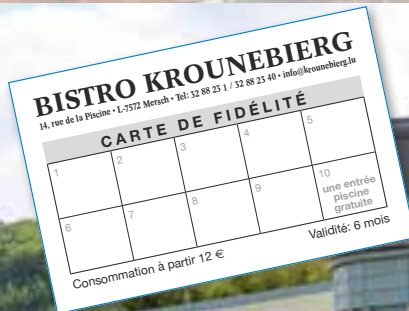 BISTRO KROUNEBIERG
14, rue de la Piscine • L-7572 Mersch • Tel: 32 88 23 1 / 32 88 23 40 • info@krounebierg.lu
CARTE DE FIDÉLITÉ
1 2 3 4 5
6 7 8 9 10
une entrée
piscine
gratuite
Consommation à partir 12 € Validité: 6 mois